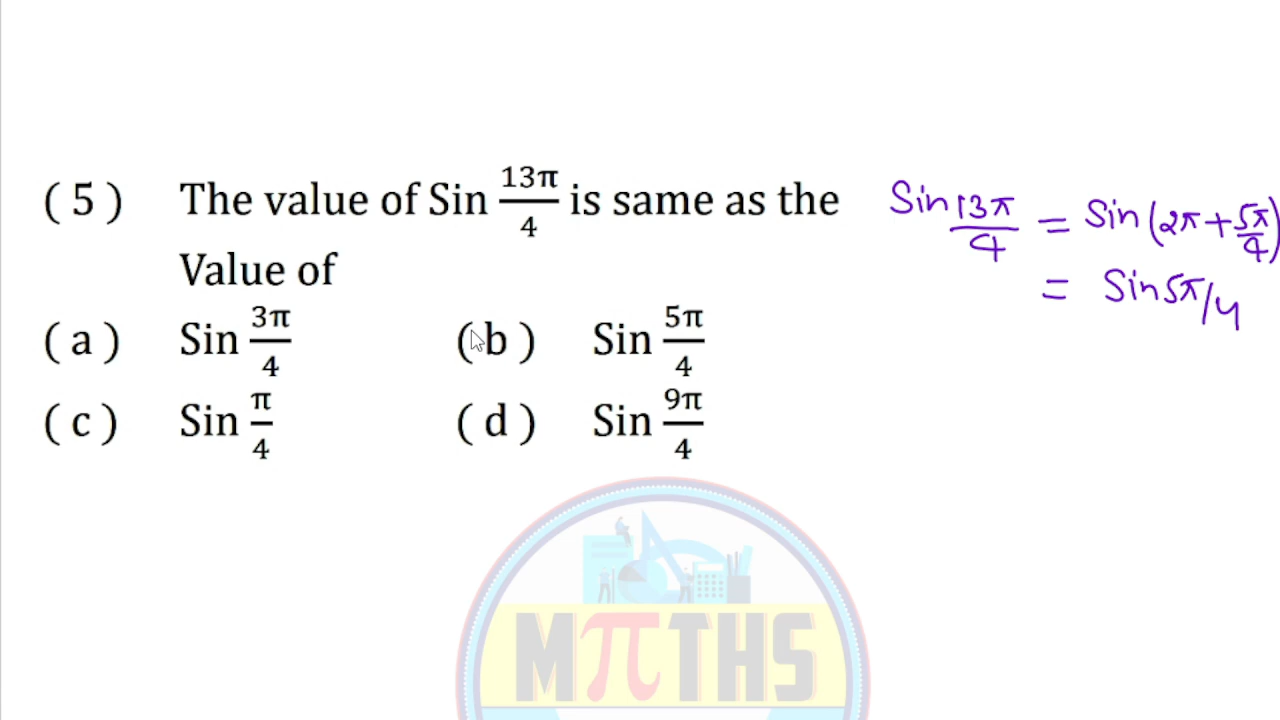 ( 5 ) The value of Sin 13π/4 is same as the
Value of
( a ) Sin 3π/4 ( b ) Sin 5π/4
( c ) Sin π/4 ( d ) Sin 9π/4
Sin 13π/4 = Sin (2π + 5π/4)
= Sin 5π/4
MπTHS